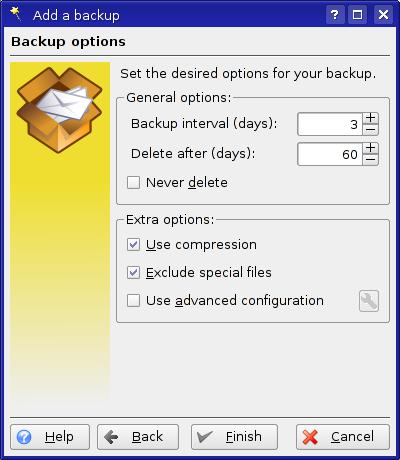 Add a backup
Backup options
Set the desired options for your backup.
General options:
Backup interval (days): 3
Delete after (days): 60
Never delete
Extra options:
Use compression
Exclude special files
Use advanced configuration
Help Back Finish Cancel